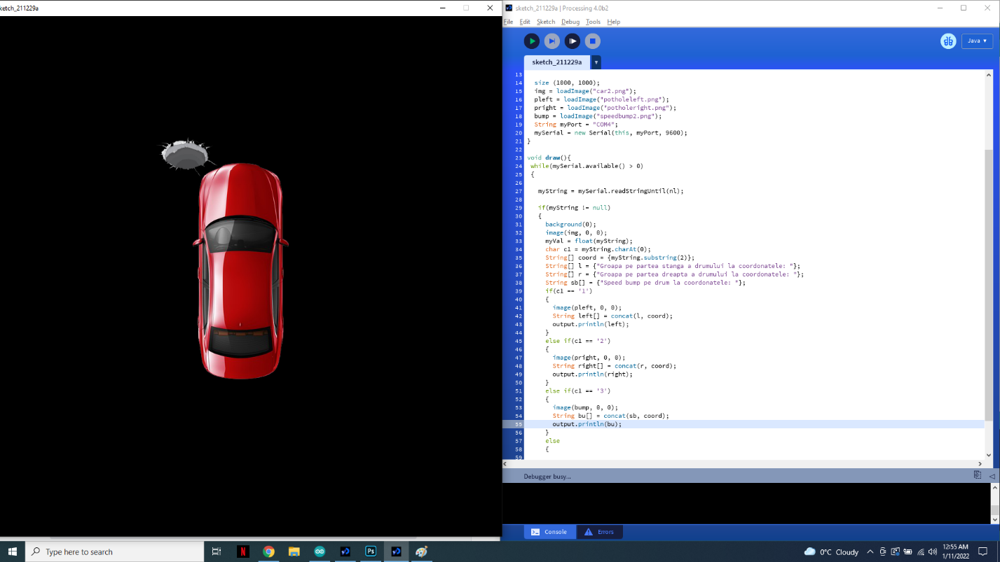 ketch_211229a
sketch_211229a | Processing 4.0b2
File Edit Sketch Debug Tools Help
Java
sketch_211229a
13
14 size (1000, 1000);
15 img = loadImage("car2.png");
16 pleft = loadImage("potholeleft.png");
17 pright = loadImage("potholeright.png");
18 bump = loadImage("speedbump2.png");
19 String myPort = "COM4";
20 mySerial = new Serial(this, myPort, 9600);
21 }
22
23 void draw(){
24 while(mySerial.available() > 0)
25 {
26
27 myString = mySerial.readStringUntil(nl);
28
29 if(myString != null)
30 {
31 background(0);
32 image(img, 0, 0);
33 myVal = float(myString);
34 char c1 = myString.charAt(0);
35 String[] coord = {myString.substring(2)};
36 String[] l = {"Groapa pe partea stanga a drumului la coordonatele: "};
37 String[] r = {"Groapa pe partea dreapta a drumului la coordonatele: "};
38 String sb[] = {"Speed bump pe drum la coordonatele: "};
39 if(c1 == '1')
40 {
41 image(pleft, 0, 0);
42 String left[] = concat(l, coord);
43 output.println(left);
44 }
45 else if(c1 == '2')
46 {
47 image(pright, 0, 0);
48 String right[] = concat(r, coord);
49 output.println(right);
50 }
51 else if(c1 == '3')
52 {
53 image(bump, 0, 0);
54 String bu[] = concat(sb, coord);
55 output.println(bu);
56 }
57 else
58 {
59
Debugger busy...
Console Errors
Type here to search
N
Ps
0°C Cloudy
12:55 AM
1/11/2022